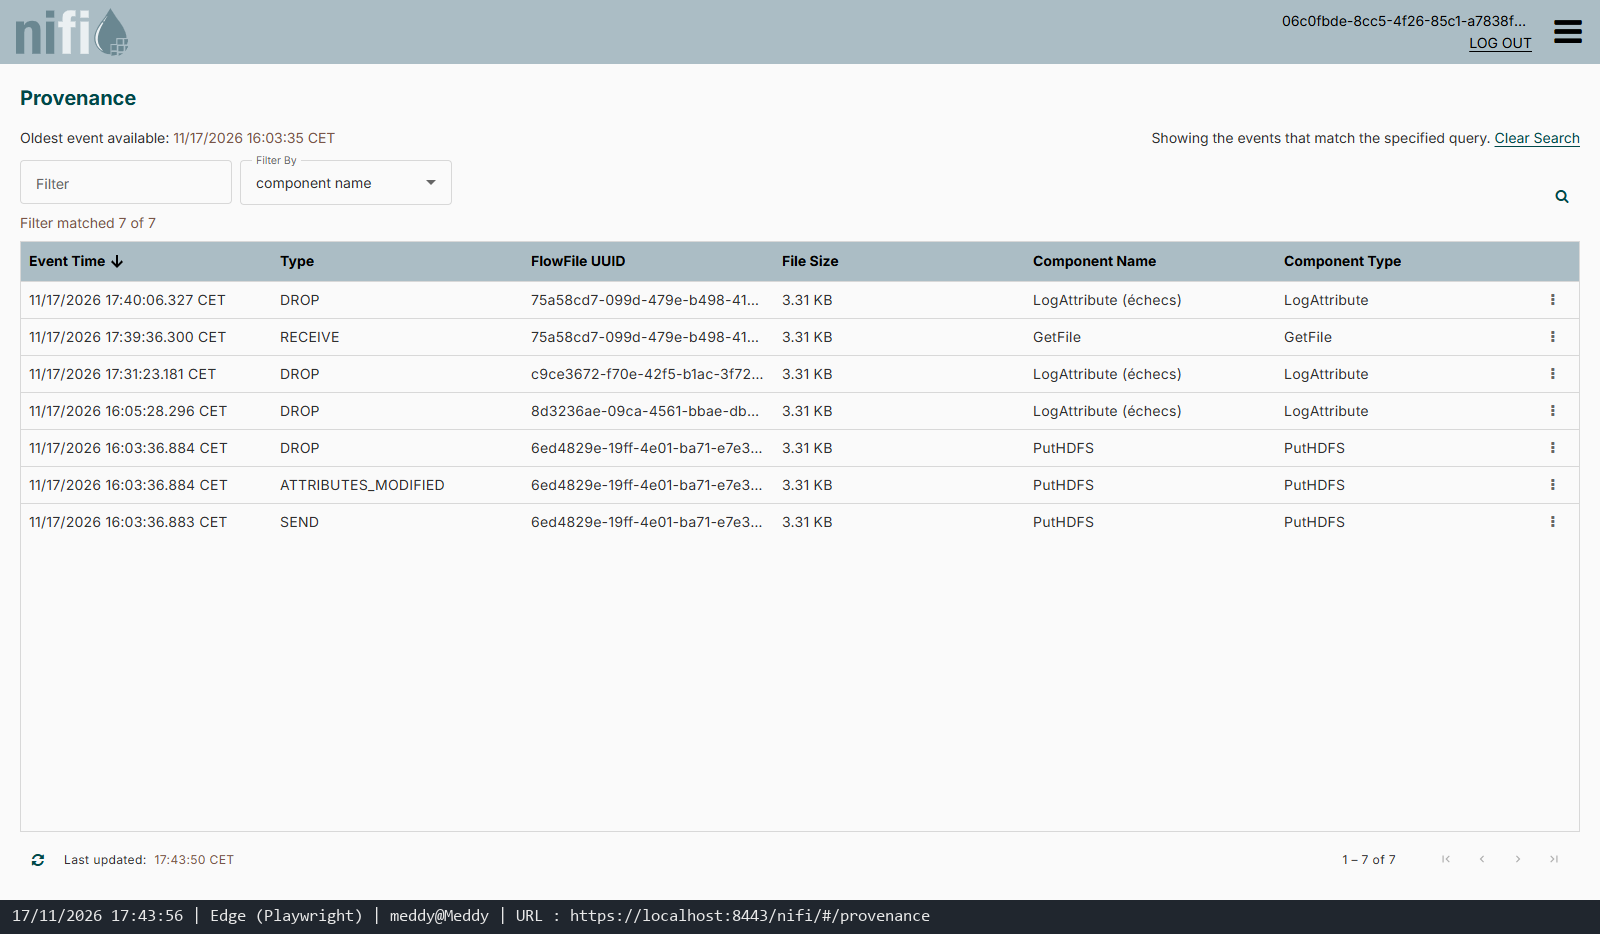 nifi
06c0fbde-8cc5-4f26-85c1-a7838f...
LOG OUT
Provenance
Oldest event available: 11/17/2026 16:03:35 CET
Showing the events that match the specified query. Clear Search
Filter
Filter By
component name
Filter matched 7 of 7
Event Time Type FlowFile UUID File Size Component Name Component Type
11/17/2026 17:40:06.327 CET DROP 75a58cd7-099d-479e-b498-41... 3.31 KB LogAttribute (échecs) LogAttribute
11/17/2026 17:39:36.300 CET RECEIVE 75a58cd7-099d-479e-b498-41... 3.31 KB GetFile GetFile
11/17/2026 17:31:23.181 CET DROP c9ce3672-f70e-42f5-b1ac-3f72... 3.31 KB LogAttribute (échecs) LogAttribute
11/17/2026 16:05:28.296 CET DROP 8d3236ae-09ca-4561-bbae-db... 3.31 KB LogAttribute (échecs) LogAttribute
11/17/2026 16:03:36.884 CET DROP 6ed4829e-19ff-4e01-ba71-e7e3... 3.31 KB PutHDFS PutHDFS
11/17/2026 16:03:36.884 CET ATTRIBUTES_MODIFIED 6ed4829e-19ff-4e01-ba71-e7e3... 3.31 KB PutHDFS PutHDFS
11/17/2026 16:03:36.883 CET SEND 6ed4829e-19ff-4e01-ba71-e7e3... 3.31 KB PutHDFS PutHDFS
Last updated: 17:43:50 CET
1 – 7 of 7
17/11/2026 17:43:56 | Edge (Playwright) | meddy@Meddy | URL : https://localhost:8443/nifi/#/provenance